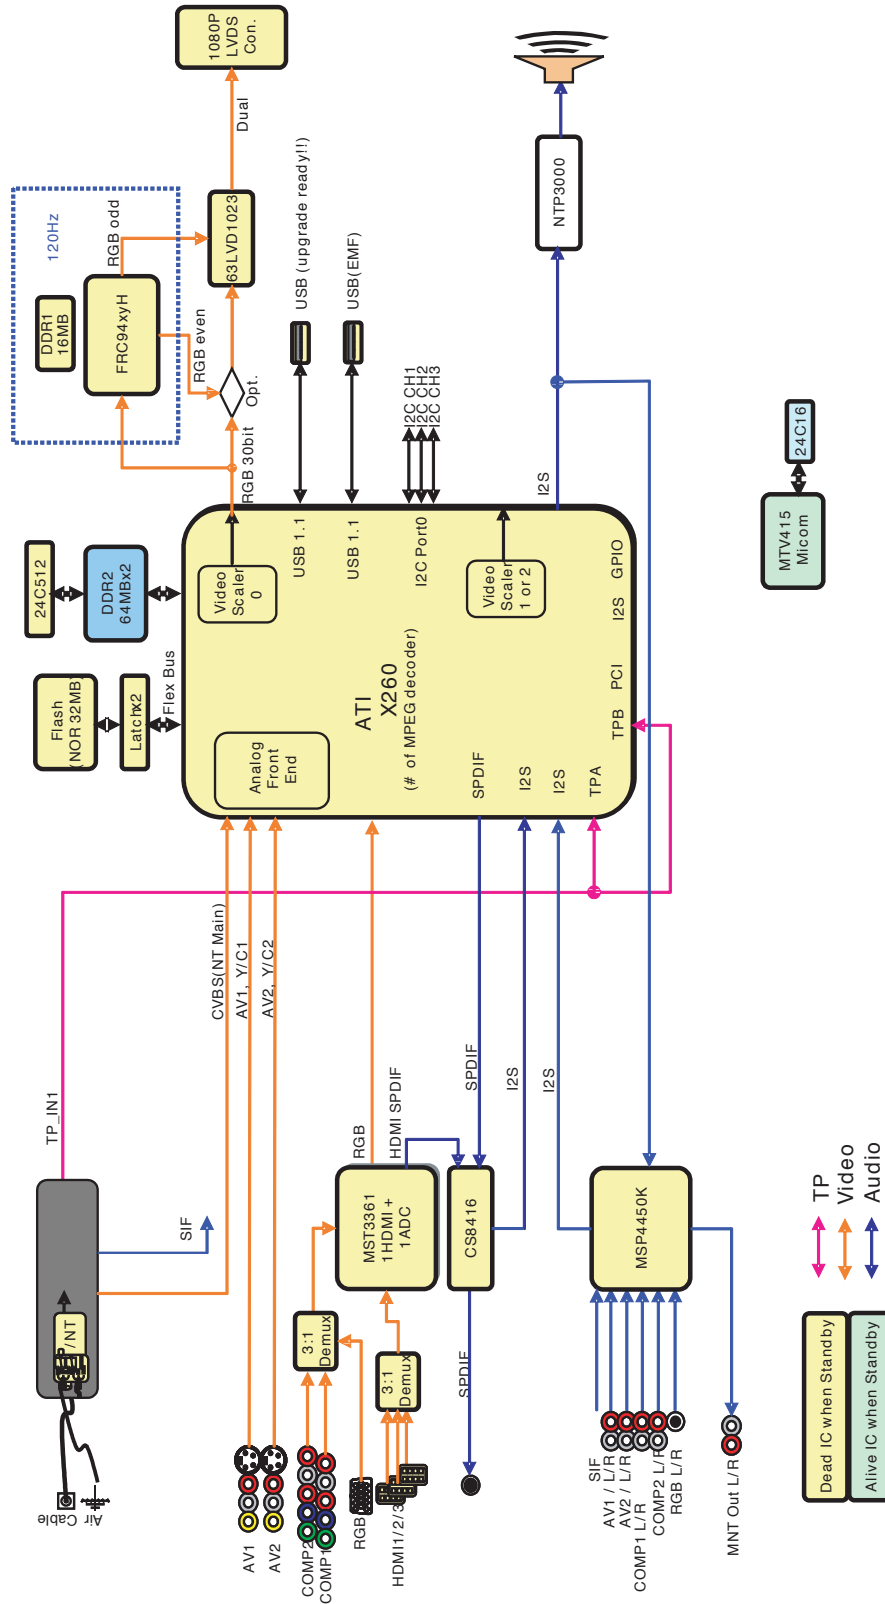 Air
Cable
/NT
TP_IN1
SIF
CVBS(NT Main)
AV1, Y/C1
AV2, Y/C2
AV1
AV2
COMP2
COMP1
RGB
HDMI1/2/3
3:1
Demux
3:1
Demux
MST3361
1HDMI +
1ADC
RGB
HDMI SPDIF
CS8416
SPDIF
SPDIF
I2S
I2S
MSP4450K
SIF
AV1 / L/R
AV2 / L/R
COMP1 L/R
COMP2 L/R
RGB L/R
MNT Out L/R
Flash
(NOR 32MB)
Latchx2
Flex Bus
24C512
DDR2
64MBx2
Analog
Front
End
ATI
X260
(# of MPEG decoder)
SPDIF
I2S
I2S
TPA
TPB
PCI
I2S
GPIO
Video
Scaler
0
USB 1.1
USB 1.1
I2C Port0
Video
Scaler
1 or 2
RGB 30bit
Opt.
RGB even
RGB odd
120Hz
DDR1
16MB
FRC94xyH
63LVD1023
Dual
1080P
LVDS
Con.
USB (upgrade ready!!)
USB(EMF)
I2C CH1
I2C CH2
I2C CH3
I2S
NTP3000
MTV415
Micom
24C16
Dead IC when Standby
Alive IC when Standby
TP
Video
Audio